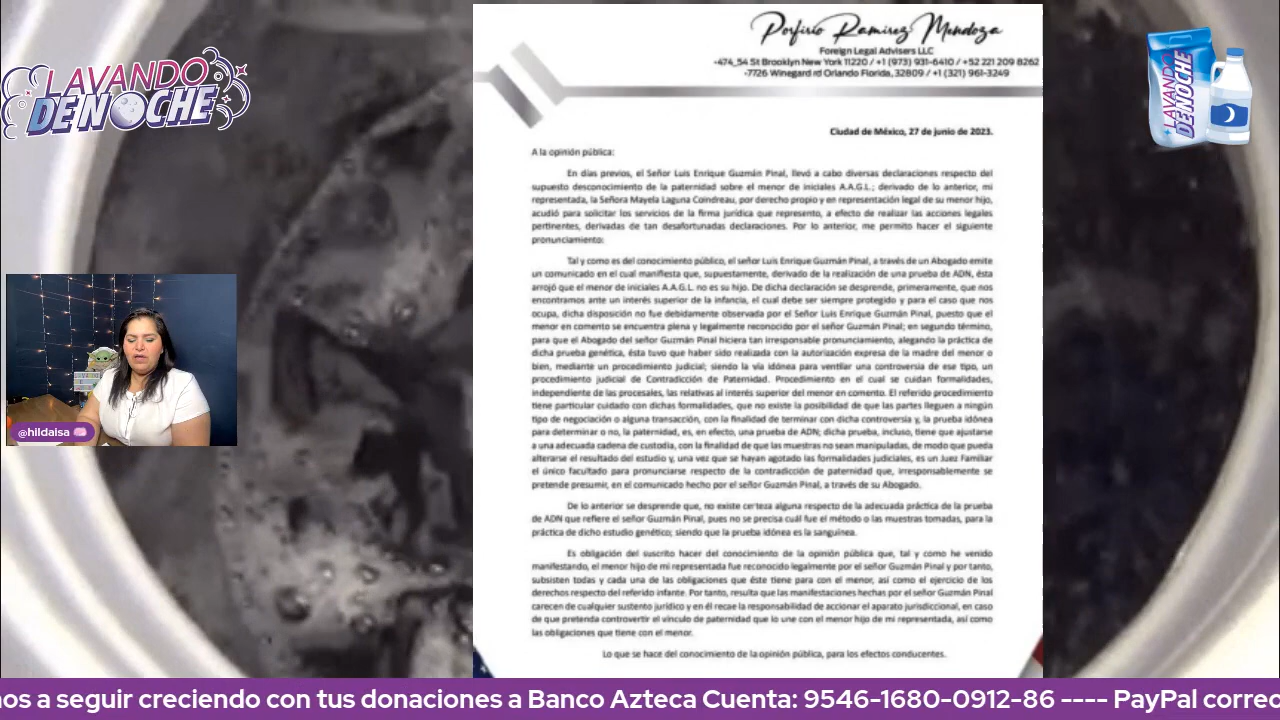 LAVANDO
DE NOCHE
LAVANDO
DE NOCHE
Porfirio Ramirez Mendoza
Foreign Legal Advisers LLC
-474_54 St Brooklyn New York 11220 / +1 (973) 931-6410 / +52 221 209 8262
-7726 Winegard rd Orlando Florida, 32809 / +1 (321) 961-3249
Ciudad de México, 27 de junio de 2023.
A la opinión pública:
En días previos, el Señor Luis Enrique Guzmán Pinal, llevó a cabo diversas declaraciones respecto del
supuesto desconocimiento de la paternidad sobre el menor de iniciales A.A.G.L.; derivado de lo anterior, mi
representada, la Señora Mayela Laguna Coindreau, por derecho propio y en representación legal de su menor hijo,
acudió para solicitar los servicios de la firma jurídica que represento, a efecto de realizar las acciones legales
pertinentes, derivadas de tan desafortunadas declaraciones. Por lo anterior, me permito hacer el siguiente
pronunciamiento:
Tal y como es del conocimiento público, el señor Luis Enrique Guzmán Pinal, a través de un Abogado emite
un comunicado en el cual manifiesta que, supuestamente, derivado de la realización de una prueba de ADN, ésta
arrojó que el menor de iniciales A.A.G.L. no es su hijo. De dicha declaración se desprende, primeramente, que nos
encontramos ante un interés superior de la infancia, el cual debe ser siempre protegido y para el caso que nos
ocupa, dicha disposición no fue debidamente observada por el Señor Luis Enrique Guzmán Pinal, puesto que el
menor en comento se encuentra plena y legalmente reconocido por el señor Guzmán Pinal; en segundo término,
para que el Abogado del señor Guzmán Pinal hiciera tan irresponsable pronunciamiento, alegando la práctica de
dicha prueba genética, ésta tuvo que haber sido realizada con la autorización expresa de la madre del menor o
bien, mediante un procedimiento judicial; siendo la vía idónea para ventilar una controversia de ese tipo, un
procedimiento judicial de Contradicción de Paternidad. Procedimiento en el cual se cuidan formalidades,
independiente de las procesales, las relativas al interés superior del menor en comento. El referido procedimiento
tiene particular cuidado con dichas formalidades, que no existe la posibilidad de que las partes lleguen a ningún
tipo de negociación o alguna transacción, con la finalidad de terminar con dicha controversia y, la prueba idónea
para determinar o no, la paternidad, es, en efecto, una prueba de ADN; dicha prueba, incluso, tiene que ajustarse
a una adecuada cadena de custodia, con la finalidad de que las muestras no sean manipuladas, de modo que pueda
alterarse el resultado del estudio y, una vez que se hayan agotado las formalidades judiciales, es un Juez Familiar
el único facultado para pronunciarse respecto de la contradicción de paternidad que, irresponsablemente se
pretende presumir, en el comunicado hecho por el señor Guzmán Pinal, a través de su Abogado.
De lo anterior se desprende que, no existe certeza alguna respecto de la adecuada práctica de la prueba
de ADN que refiere el señor Guzmán Pinal, pues no se precisa cuál fue el método o las muestras tomadas, para la
práctica de dicho estudio genético; siendo que la prueba idónea es la sanguínea.
Es obligación del suscrito hacer del conocimiento de la opinión pública que, tal y como he venido
manifestando, el menor hijo de mi representada fue reconocido legalmente por el señor Guzmán Pinal y por tanto,
subsisten todas y cada una de las obligaciones que éste tiene para con el menor, así como el ejercicio de los
derechos respecto del referido infante. Por tanto, resulta que las manifestaciones hechas por el señor Guzmán Pinal
carecen de cualquier sustento jurídico y en él recae la responsabilidad de accionar el aparato jurisdiccional, en caso
de que pretenda controvertir el vínculo de paternidad que lo une con el menor hijo de mi representada, así como
las obligaciones que tiene con el menor.
Lo que se hace del conocimiento de la opinión pública, para los efectos conducentes.
@hildaisa
nos a seguir creciendo con tus donaciones a Banco Azteca Cuenta: 9546-1680-0912-86 ---- PayPal correo